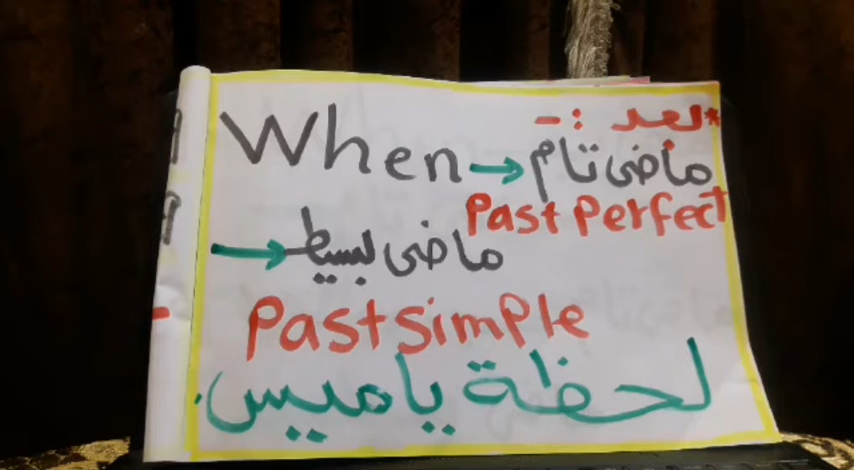 *بعد :-
When → ماضى تام
Past Perfect
→ ماضى بسيط
Past simple
لحظة يا ميس.